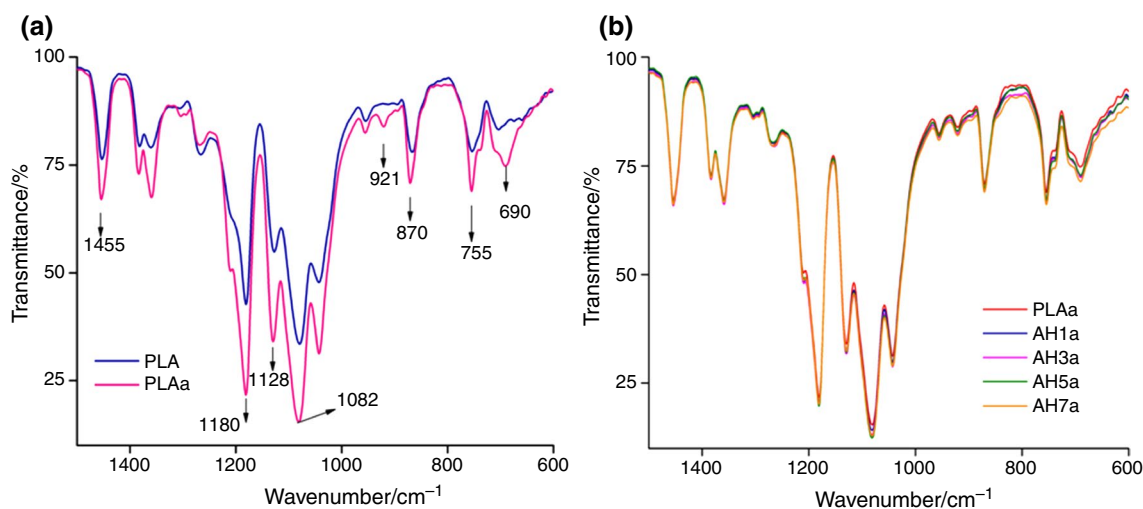 (a)
100
75
50
25
Transmittance/%
1455
1180
1128
1082
921
870
755
690
PLA
PLAa
1400 1200 1000 800 600
Wavenumber/cm⁻¹
(b)
100
75
50
25
Transmittance/%
PLAa
AH1a
AH3a
AH5a
AH7a
1400 1200 1000 800 600
Wavenumber/cm⁻¹